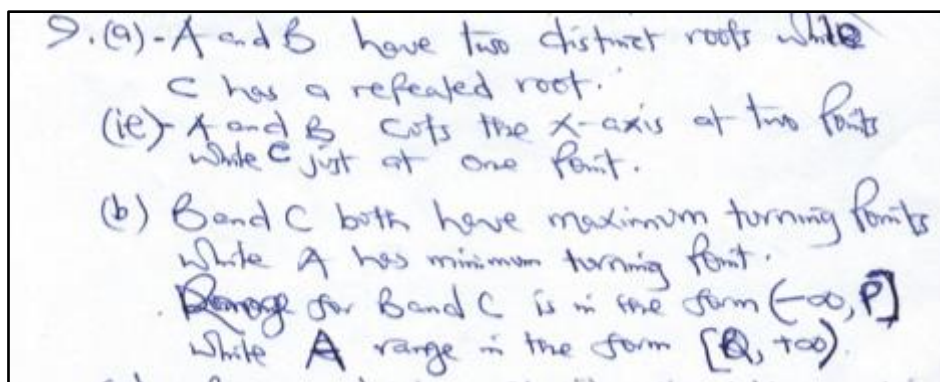 9. (a) - A and B have two distinct roots while
C has a repeated root.
(ie) - A and B cuts the x-axis at two points
while C just at one point.
(b) B and C both have maximum turning points
while A has minimum turning point.
Range for B and C is in the form (-∞, P]
while A range in the form [Q, +∞).